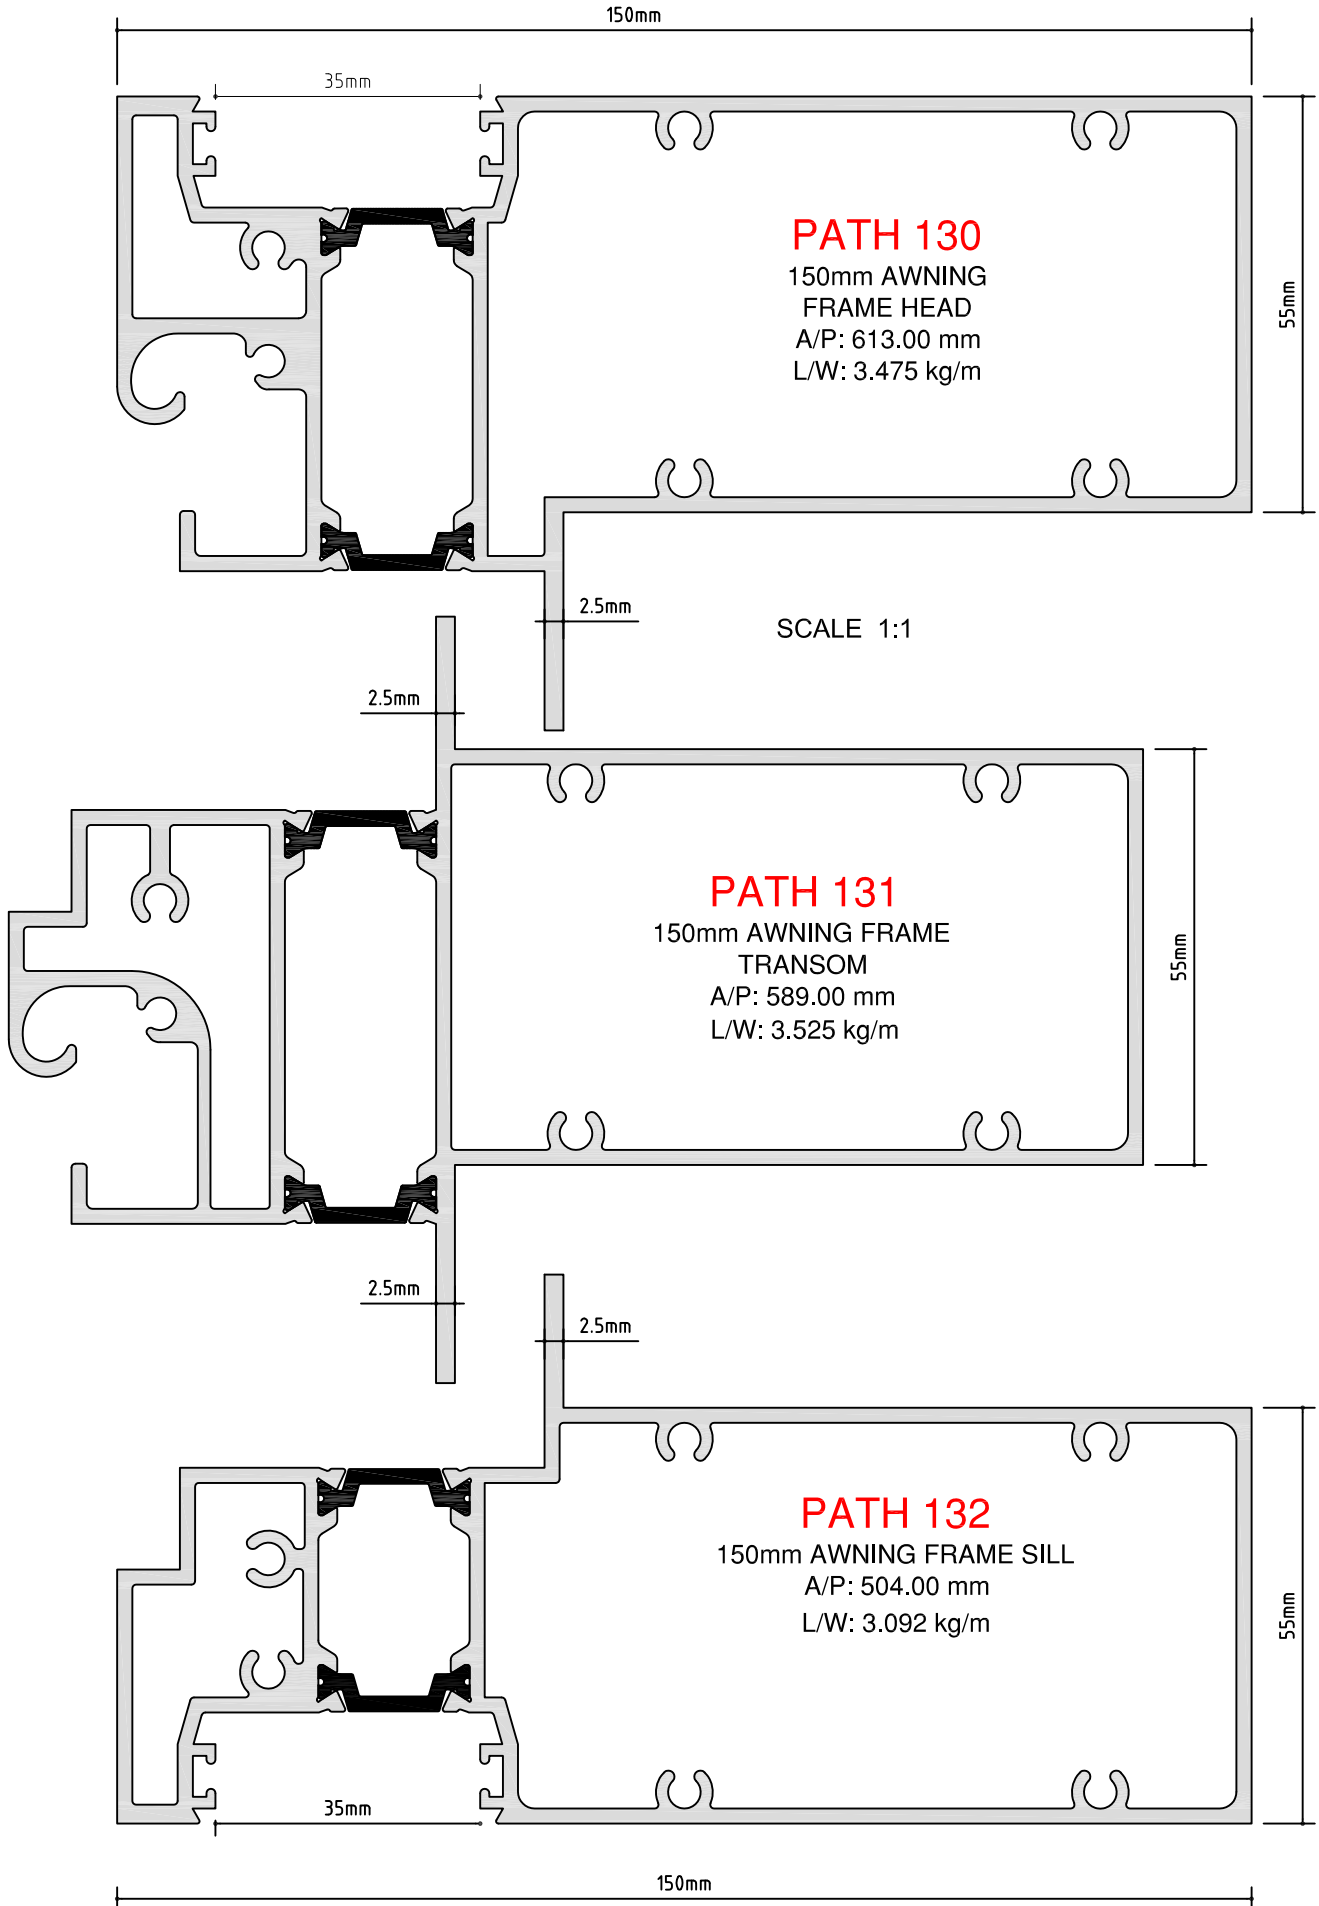 150mm
35mm
PATH 130
150mm AWNING
FRAME HEAD
A/P: 613.00 mm
L/W: 3.475 kg/m
55mm
2.5mm
SCALE 1:1
2.5mm
PATH 131
150mm AWNING FRAME
TRANSOM
A/P: 589.00 mm
L/W: 3.525 kg/m
55mm
2.5mm
2.5mm
PATH 132
150mm AWNING FRAME SILL
A/P: 504.00 mm
L/W: 3.092 kg/m
55mm
35mm
150mm